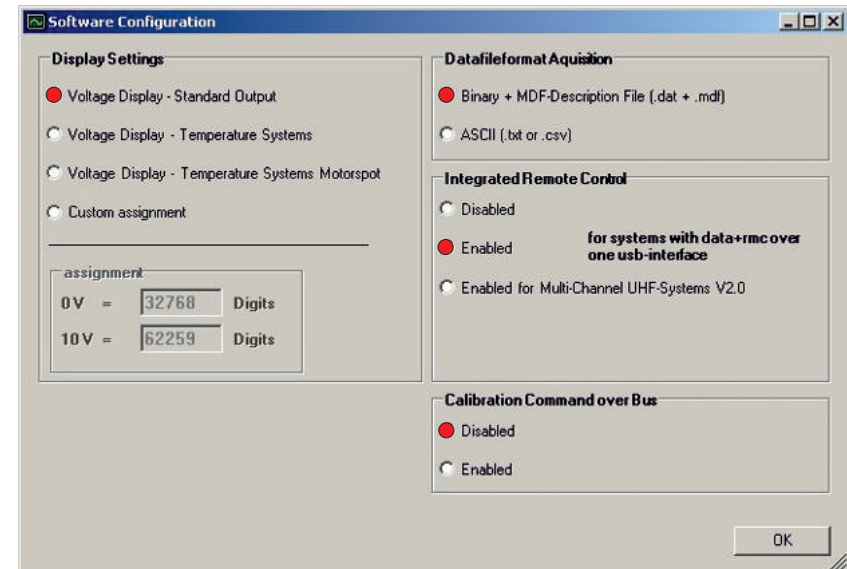 Software Configuration
Display Settings
Voltage Display - Standard Output
Voltage Display - Temperature Systems
Voltage Display - Temperature Systems Motorspot
Custom assignment
assignment
0 V = 32768 Digits
10 V = 62259 Digits
Datafileformat Aquisition
Binary + MDF-Description File (.dat + .mdf)
ASCII (.txt or .csv)
Integrated Remote Control
Disabled
Enabled
for systems with data+rmc over
one usb-interface
Enabled for Multi-Channel UHF-Systems V2.0
Calibration Command over Bus
Disabled
Enabled
OK